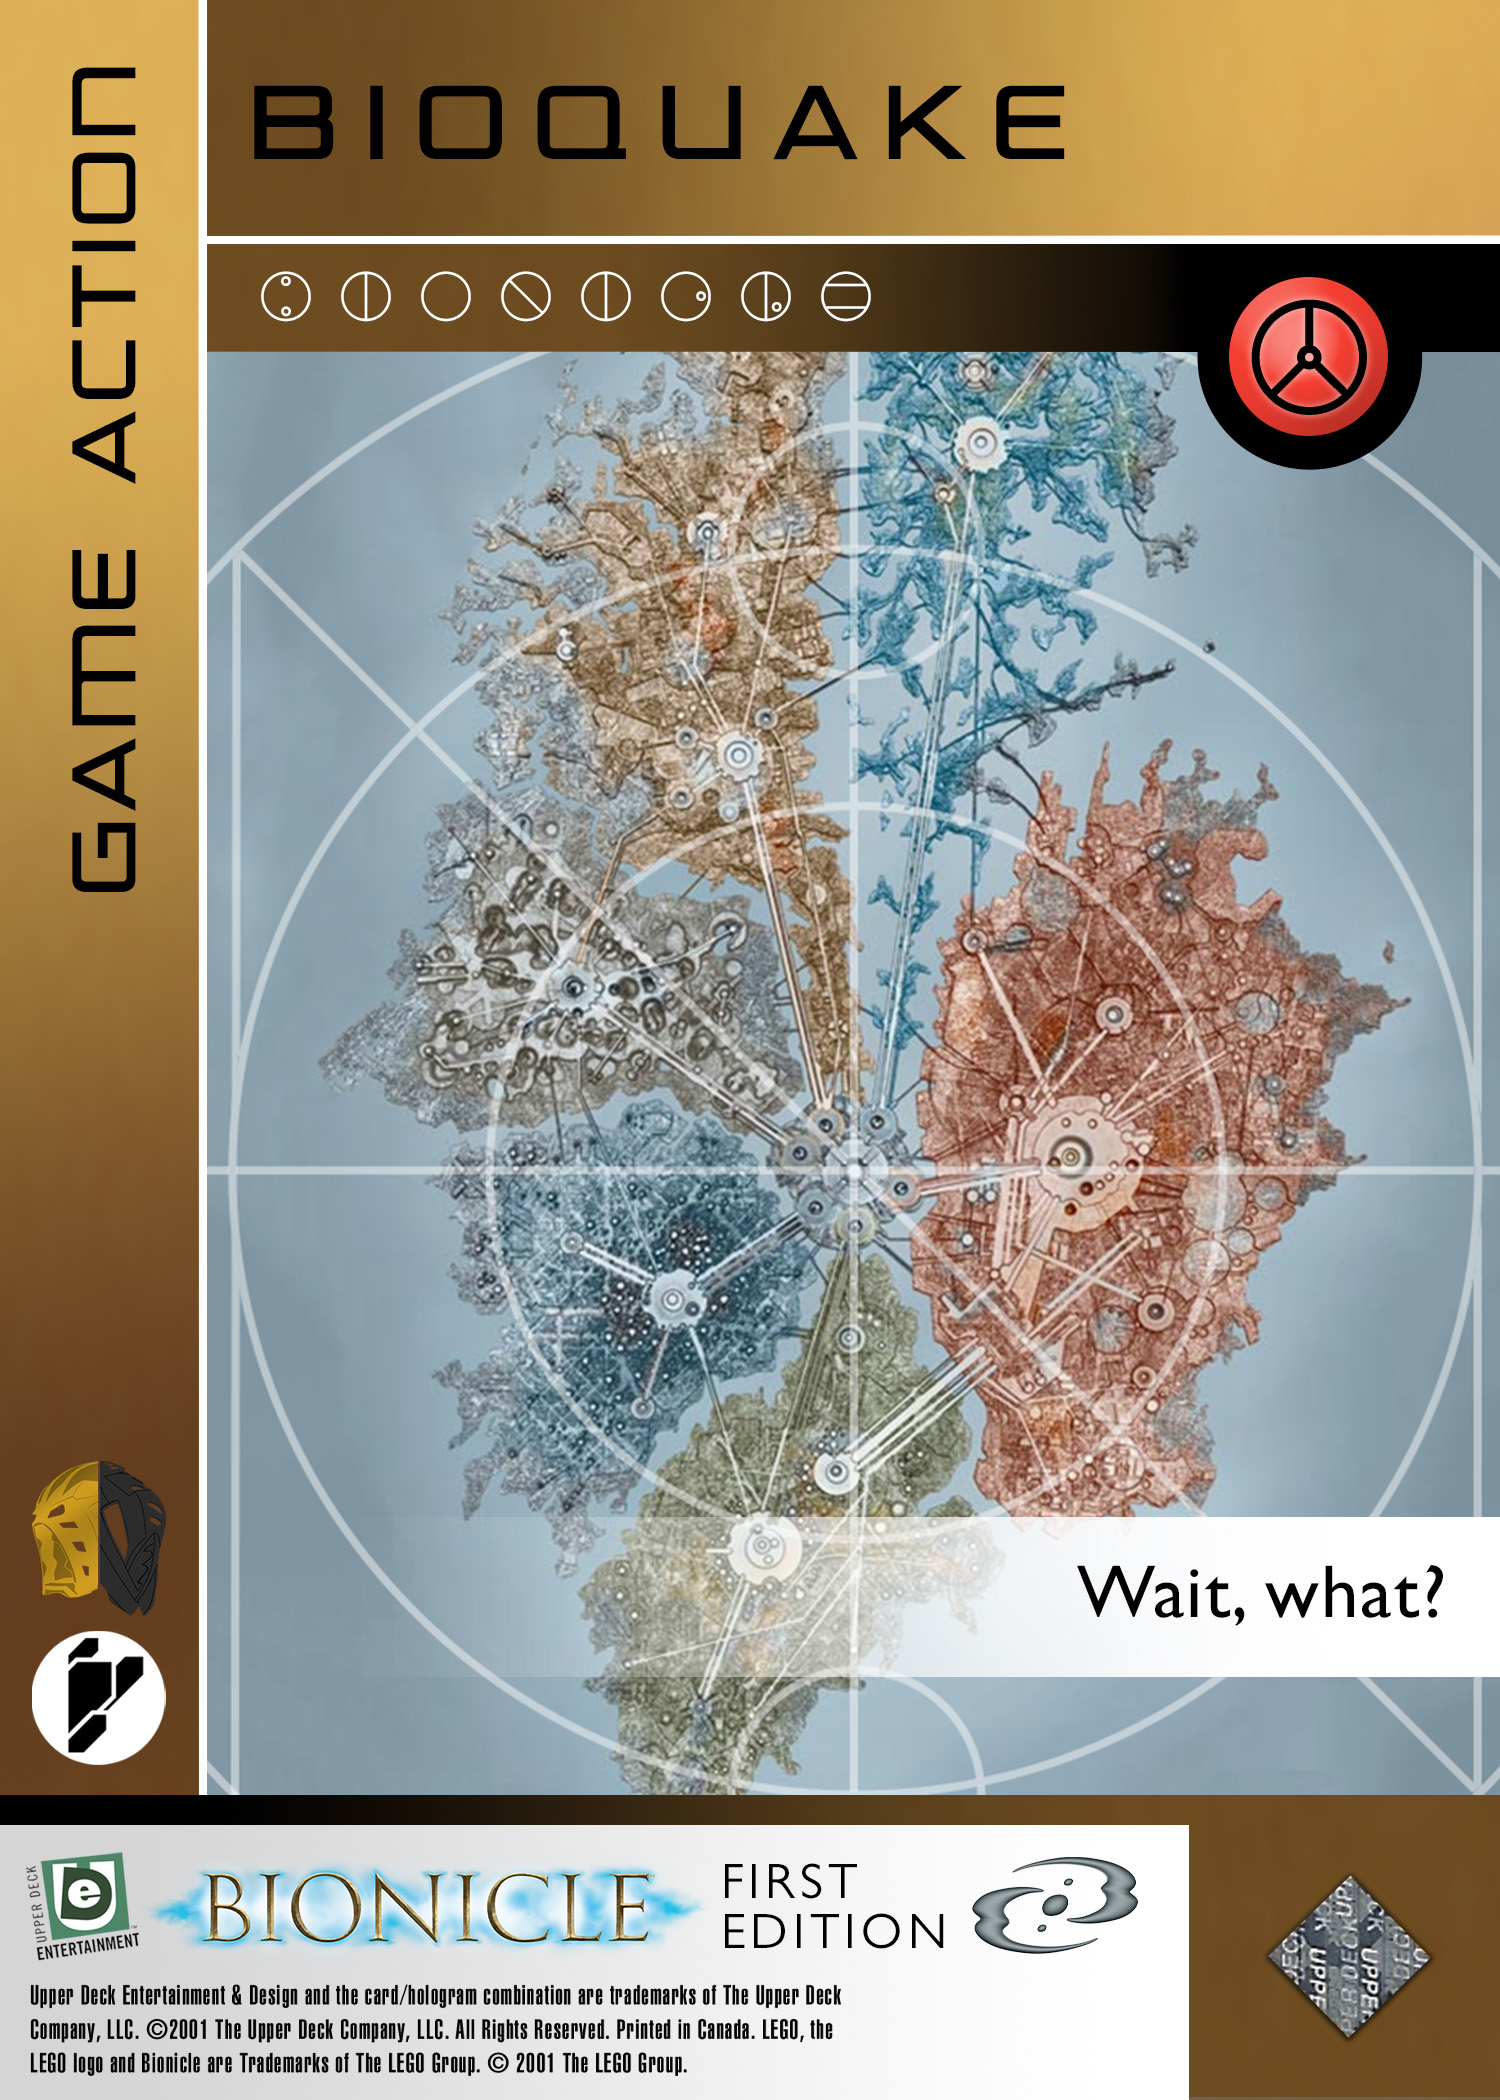 GAME ACTION
BIOQUAKE
Wait, what?
UPPER DECK
e
ENTERTAINMENT
BIONICLE
FIRST
EDITION
Upper Deck Entertainment & Design and the card/hologram combination are trademarks of The Upper Deck
Company, LLC. ©2001 The Upper Deck Company, LLC. All Rights Reserved. Printed in Canada. LEGO, the
LEGO logo and Bionicle are Trademarks of The LEGO Group. © 2001 The LEGO Group.
UPPER DECK